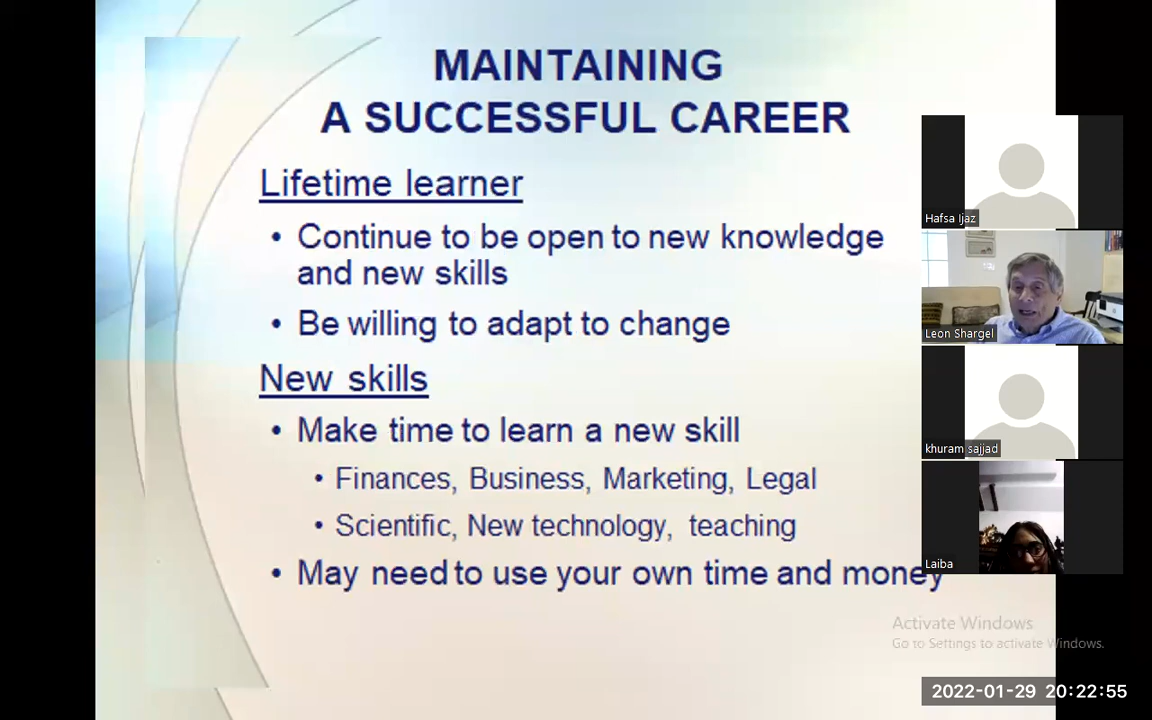 MAINTAINING
A SUCCESSFUL CAREER
Lifetime learner
• Continue to be open to new knowledge
and new skills
• Be willing to adapt to change
New skills
• Make time to learn a new skill
• Finances, Business, Marketing, Legal
• Scientific, New technology, teaching
• May need to use your own time and money
Hafsa Ijaz
Leon Shargel
khuram sajjad
Laiba
Activate Windows
Go to Settings to activate Windows.
2022-01-29 20:22:55